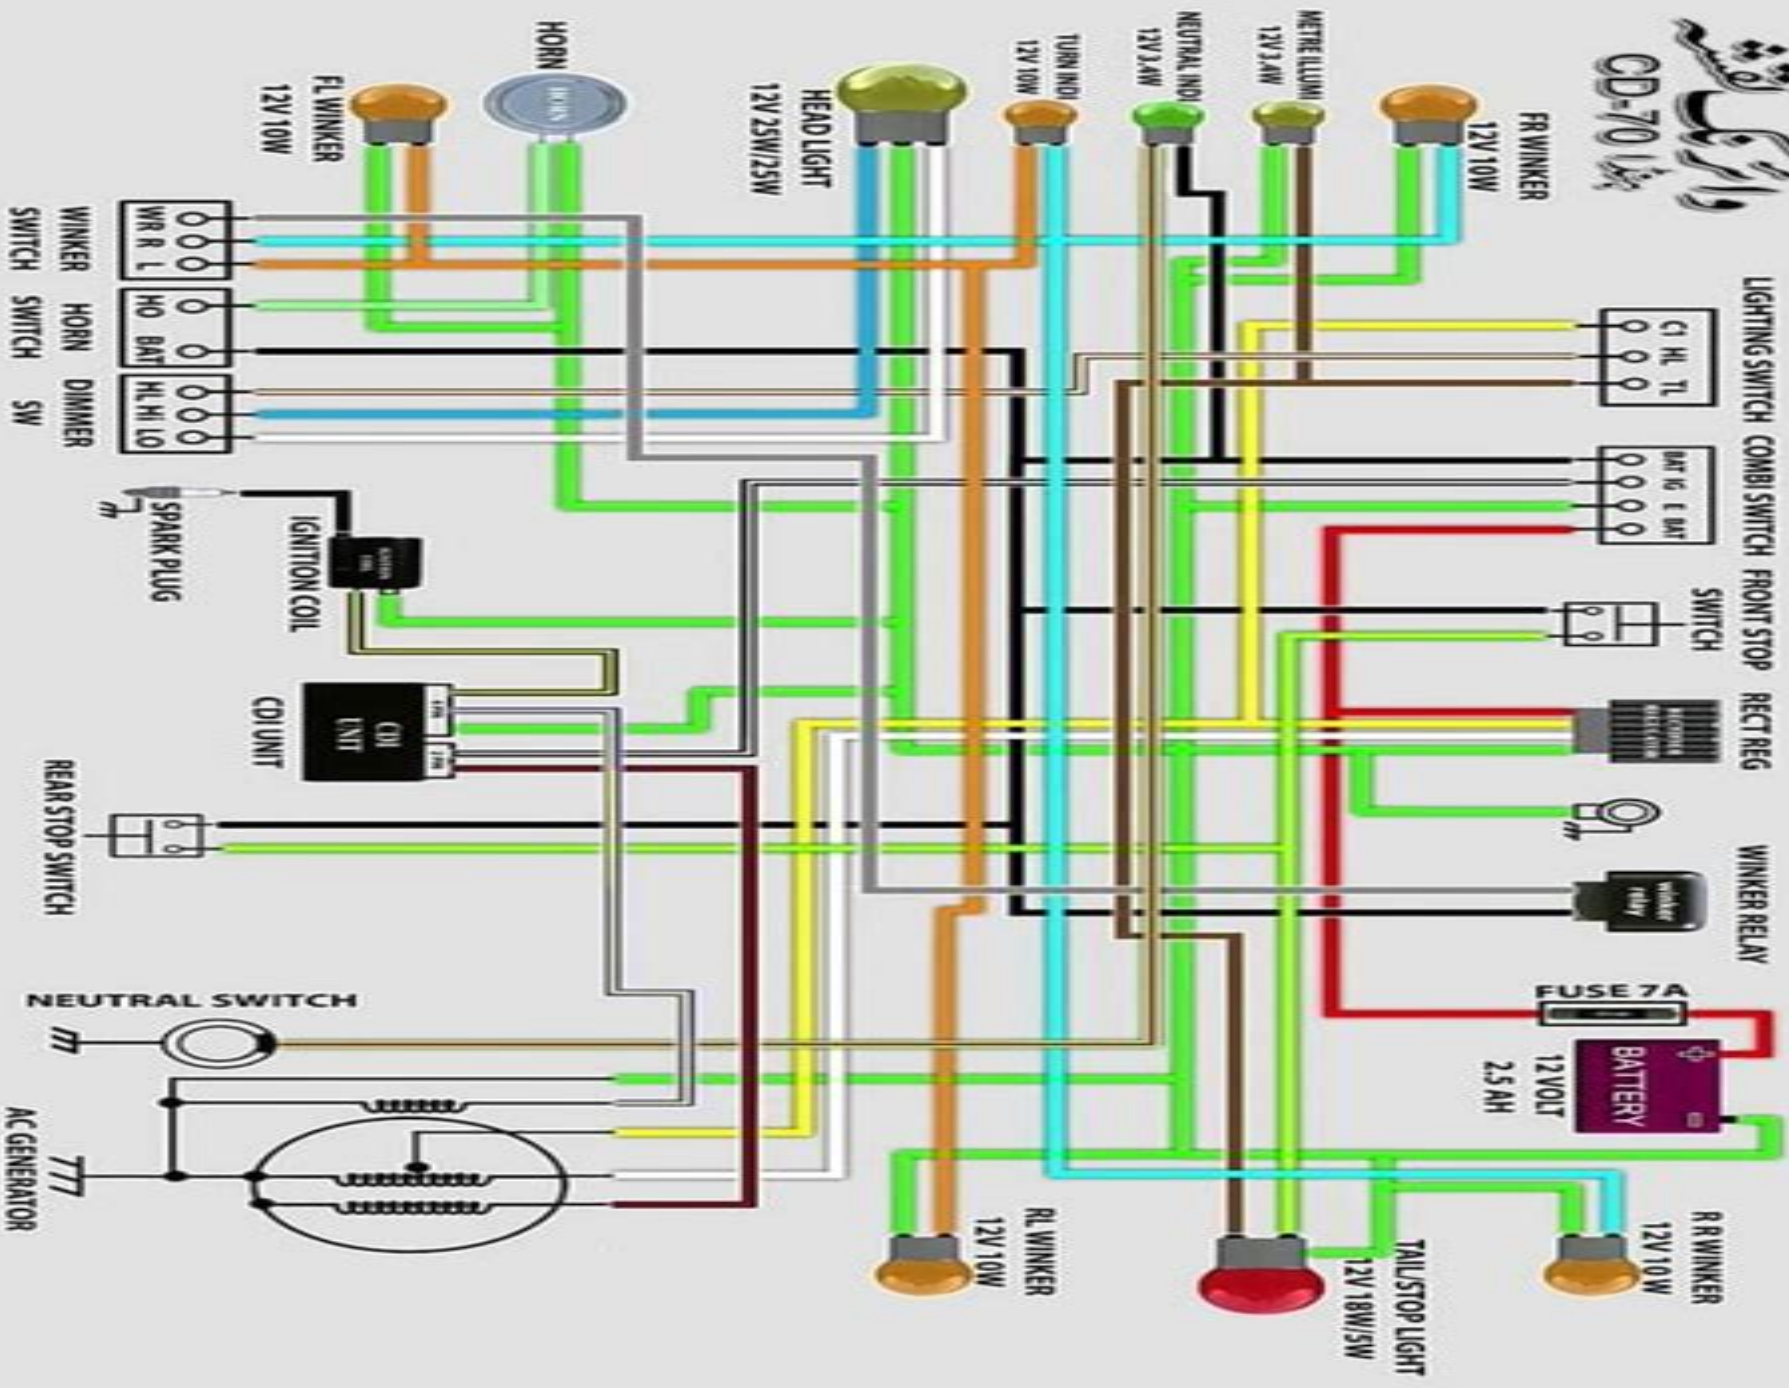 CD-70
FL WINKER
12V 10W
HORN
HORN
HEAD LIGHT
12V 25W/25W
TURN INDI
12V 10W
NEUTRAL INDI
12V 3.4W
METRE ILLUMI
12V 3.4W
FR WINKER
12V 10W
WINKER
SWITCH
WR R L
HORN
SWITCH
HO BAT
DIMMER
SW
HL HI LO
LIGHTING SWITCH
C1 HL TL
COMBI SWITCH
BAT IG E BAT
FRONT STOP
SWITCH
SPARK PLUG
IGNITION COIL
CDI UNIT
CDI
UNIT
RECT REG
REAR STOP SWITCH
WINKER RELAY
winker
relay
NEUTRAL SWITCH
FUSE 7A
BATTERY
12 VOLT
2.5 AH
AC GENERATOR
RL WINKER
12V 10W
TAIL/STOP LIGHT
12V 18W/5W
R R WINKER
12V 10 W